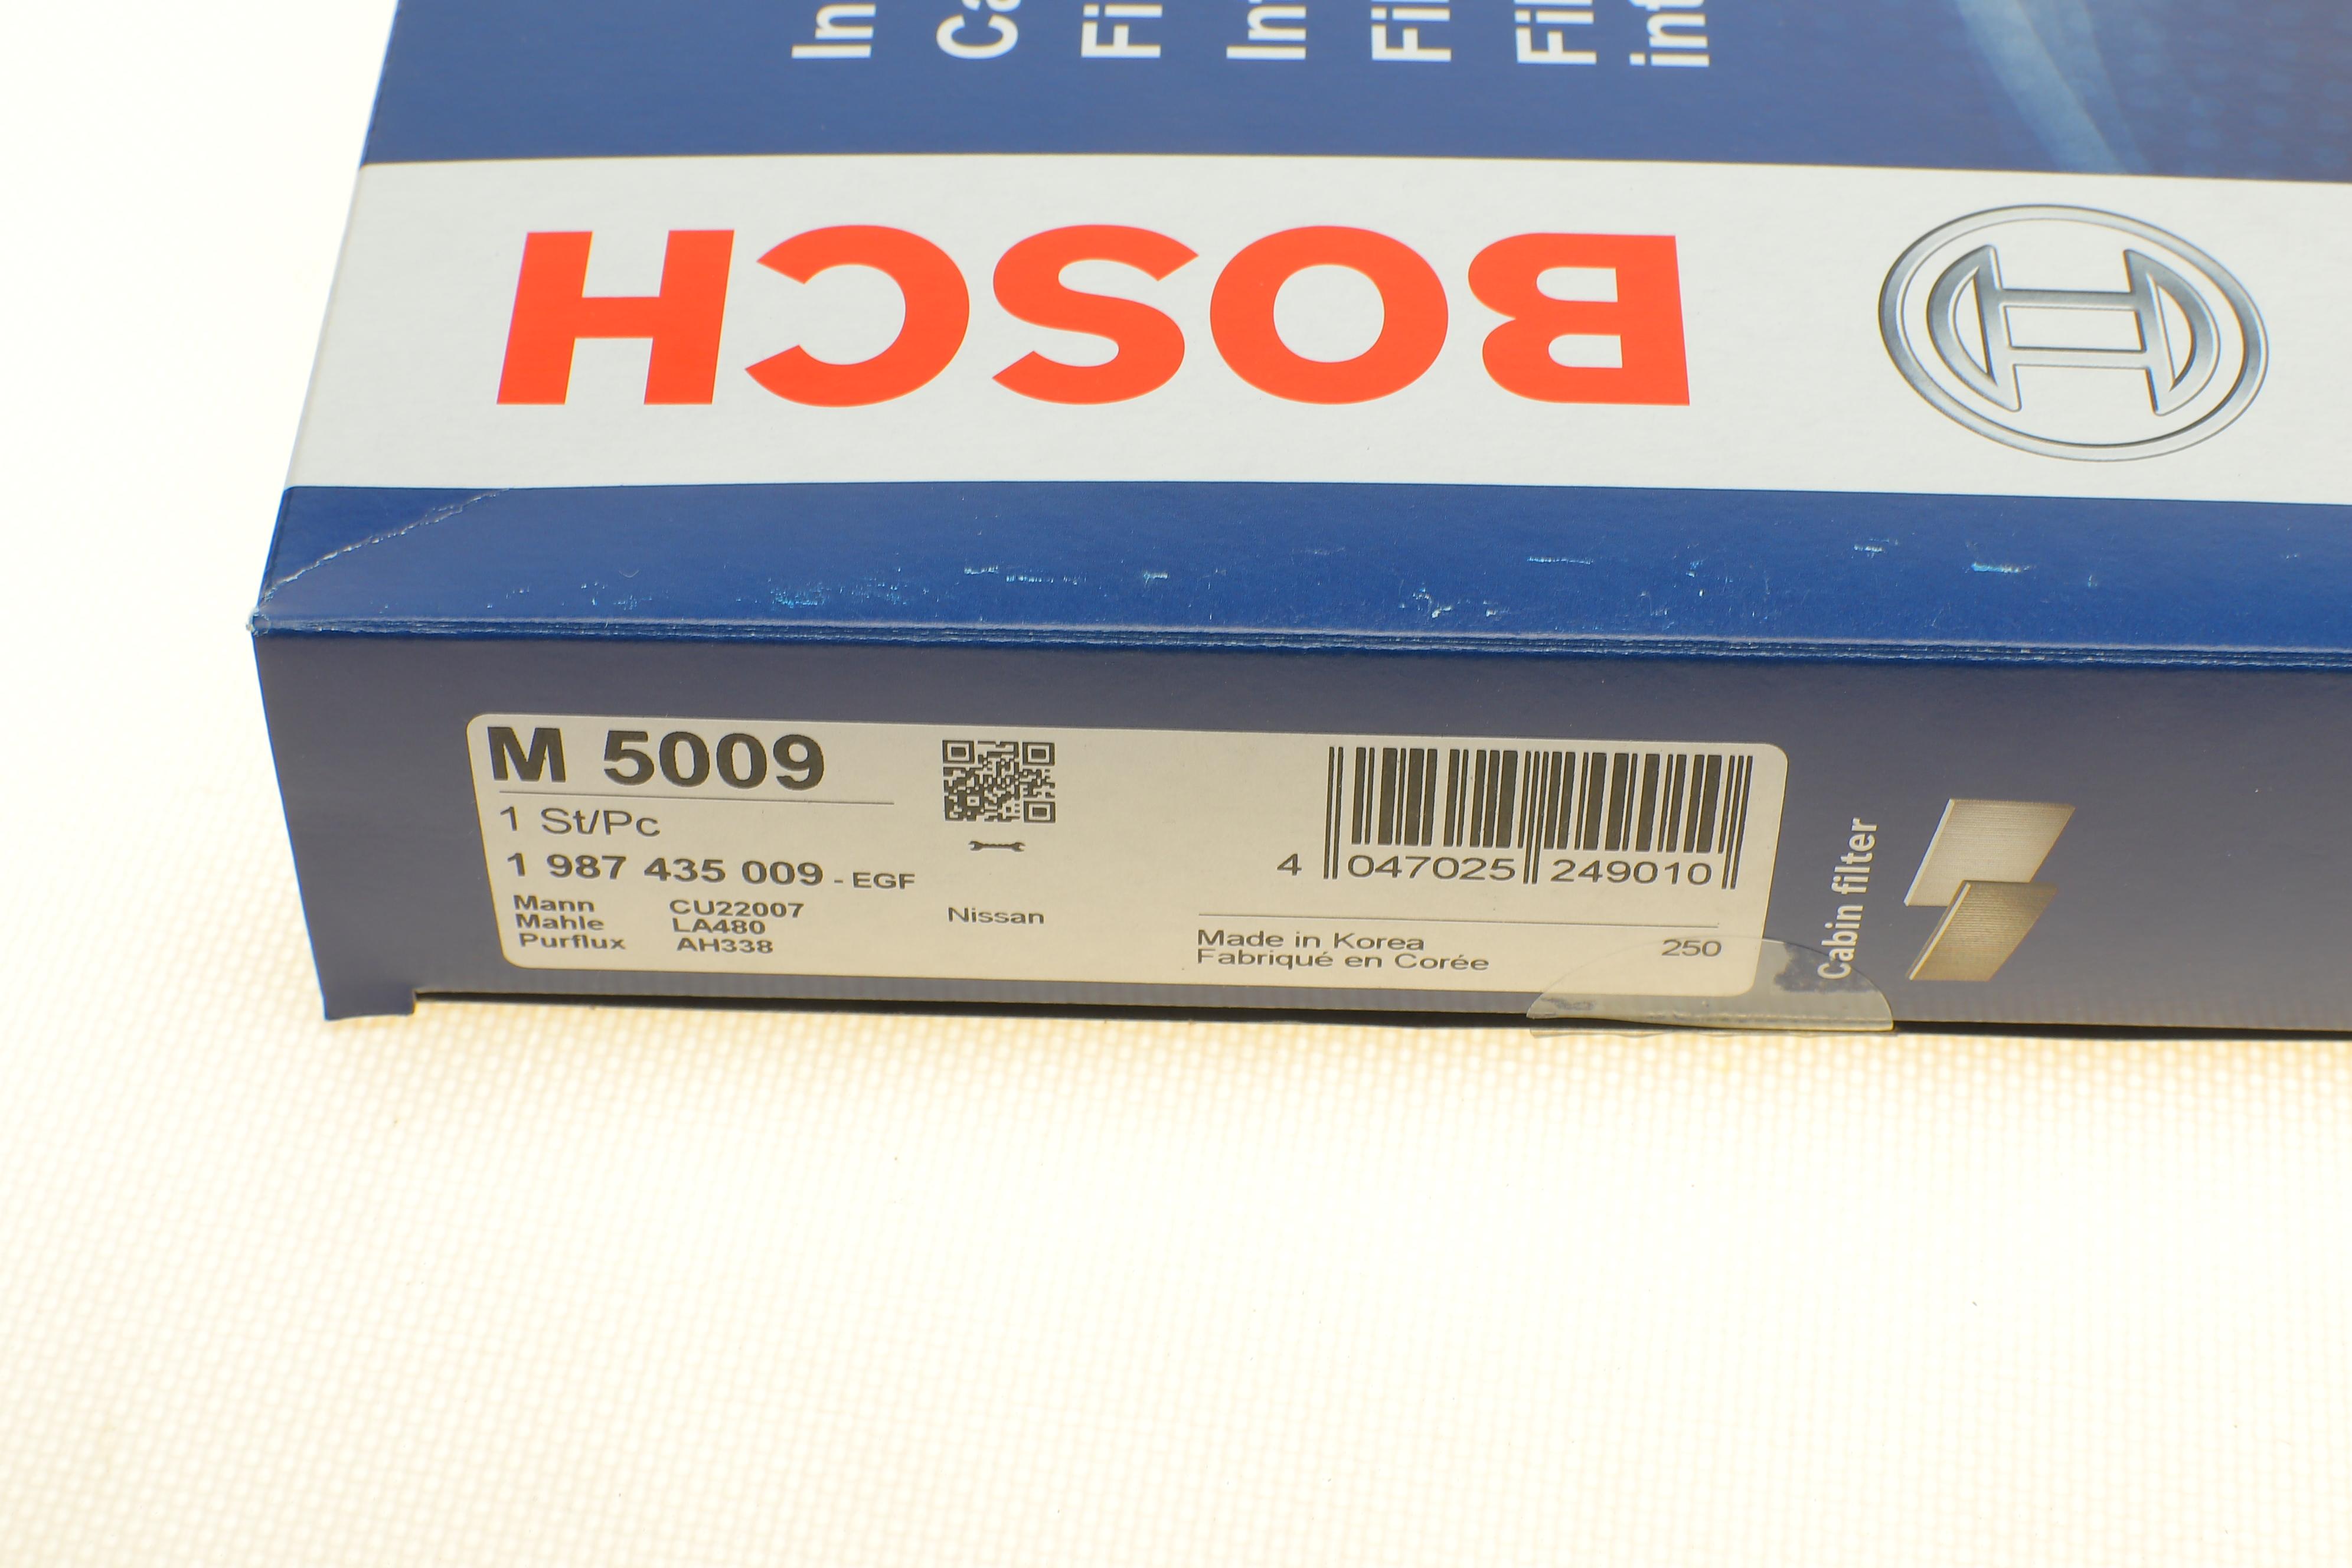 BOSCH
M 5009
1 St/Pc
1 987 435 009 - EGF
Mann CU22007
Mahle LA480
Purflux AH338
Nissan
4 047025 249010
Made in Korea
Fabriqué en Corée
250
Cabin filter